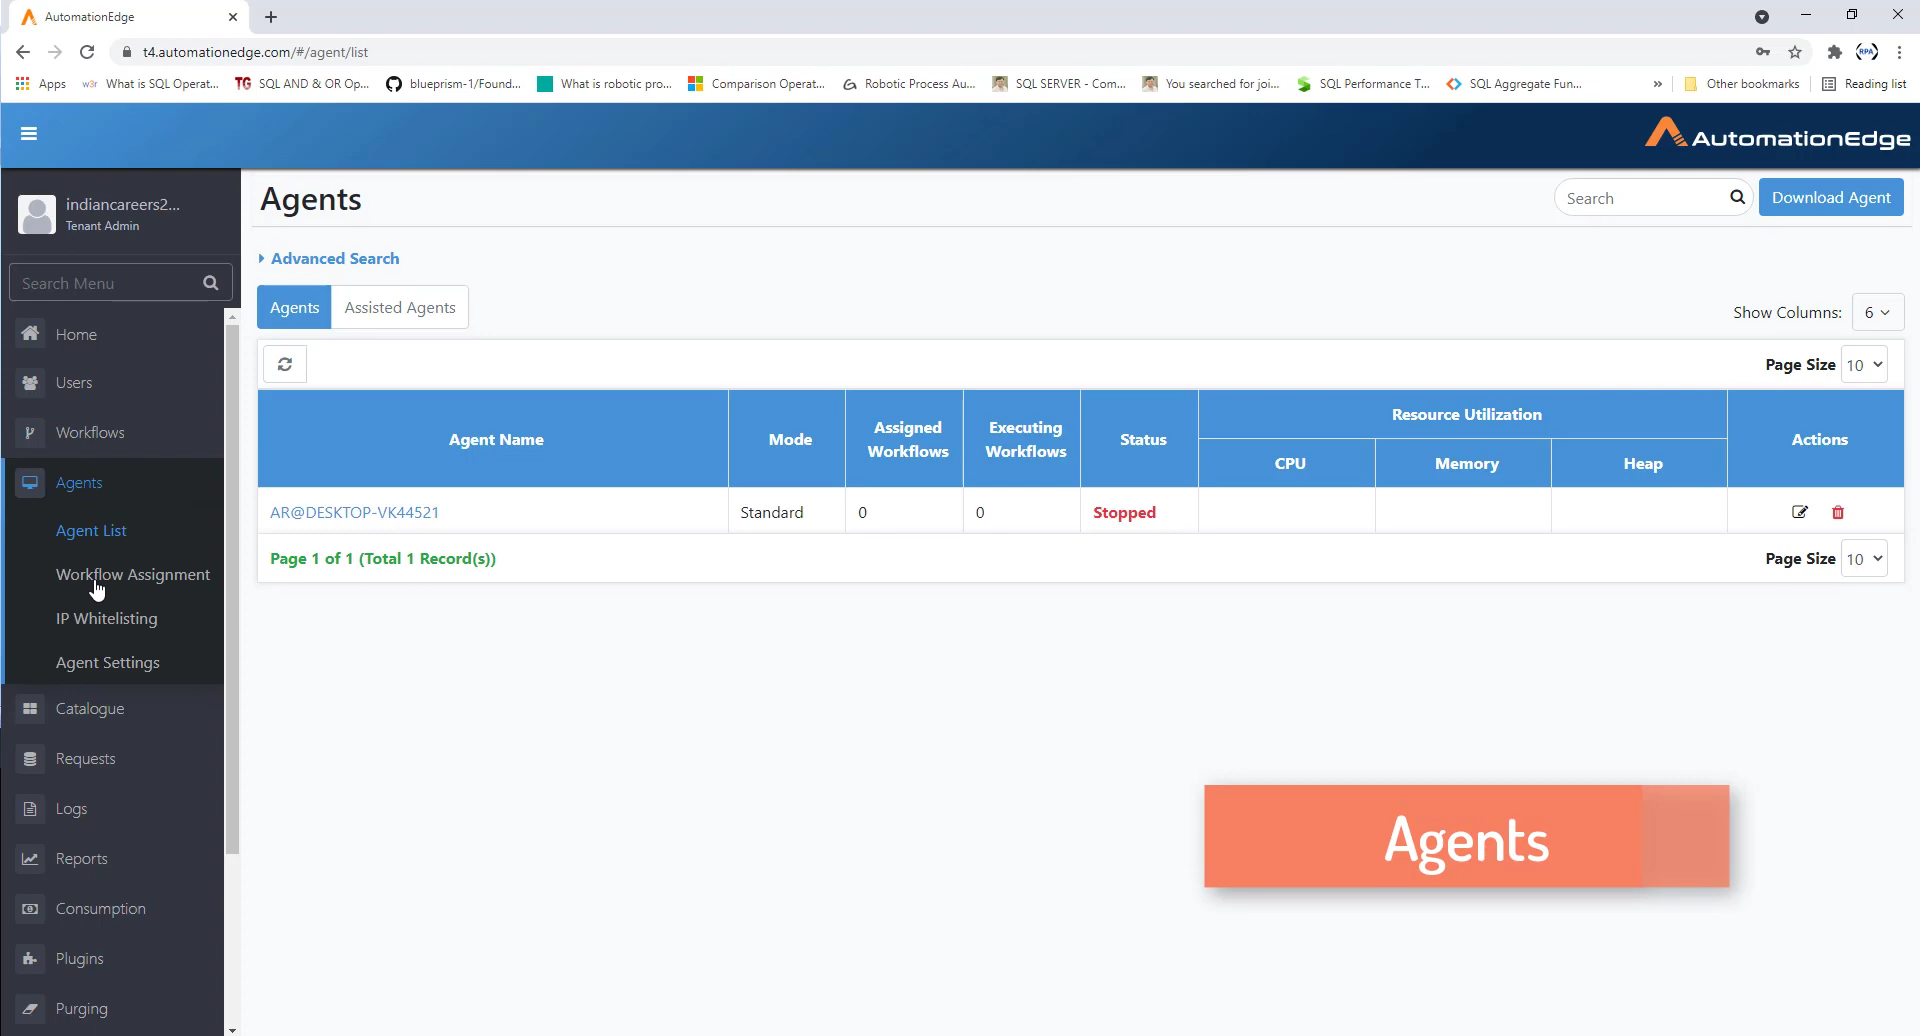 AutomationEdge
t4.automationedge.com/#/agent/list
RPA
Apps
w3r What is SQL Operat...
TG SQL AND & OR Op...
blueprism-1/Found...
What is robotic pro...
Comparison Operat...
Robotic Process Au...
SQL SERVER - Com...
You searched for joi...
SQL Performance T...
SQL Aggregate Fun...
»
Other bookmarks
Reading list
AutomationEdge
indiancareers2...
Tenant Admin
Search Menu
Home
Users
Workflows
Agents
Agent List
Workflow Assignment
IP Whitelisting
Agent Settings
Catalogue
Requests
Logs
Reports
Consumption
Plugins
Purging
Agents
Search
Download Agent
Advanced Search
Agents
Assisted Agents
Show Columns: 6
Page Size 10
Agent Name
Mode
Assigned
Workflows
Executing
Workflows
Status
Resource Utilization
CPU
Memory
Heap
Actions
AR@DESKTOP-VK44521
Standard
0
0
Stopped
Page 1 of 1 (Total 1 Record(s))
Page Size 10
Agents